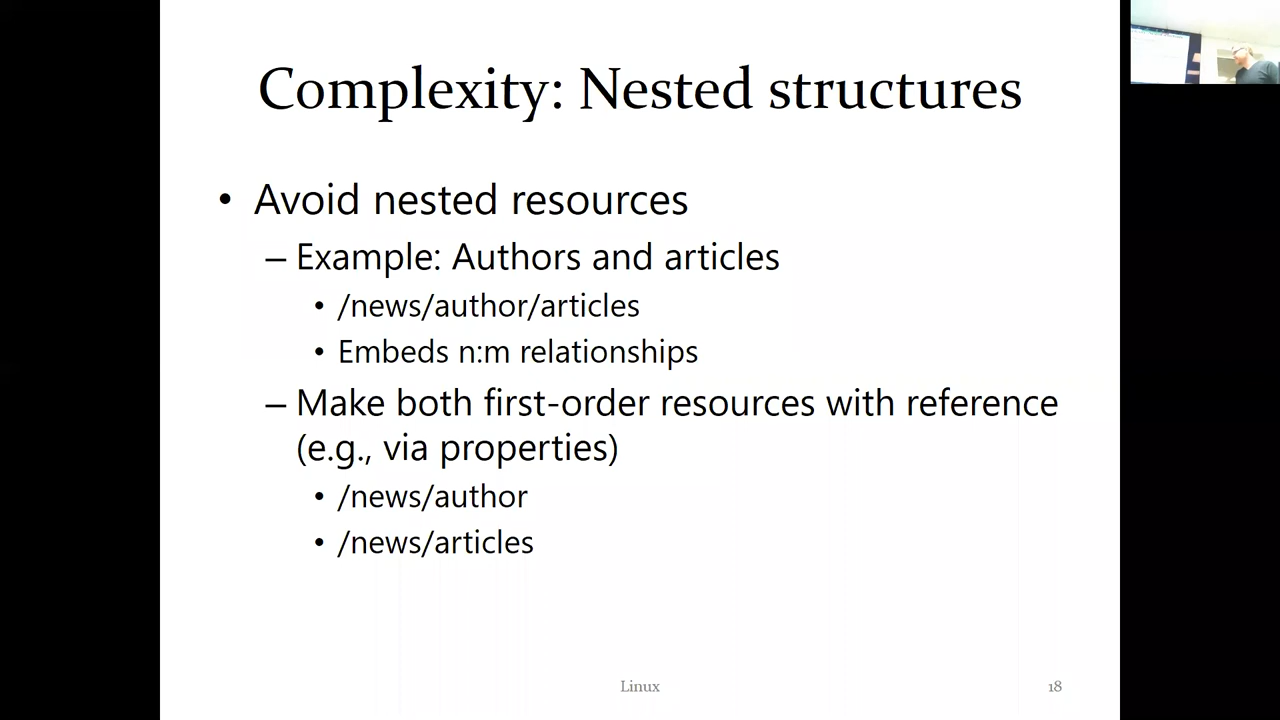 Complexity: Nested structures
• Avoid nested resources
– Example: Authors and articles
• /news/author/articles
• Embeds n:m relationships
– Make both first-order resources with reference
(e.g., via properties)
• /news/author
• /news/articles
Linux
18